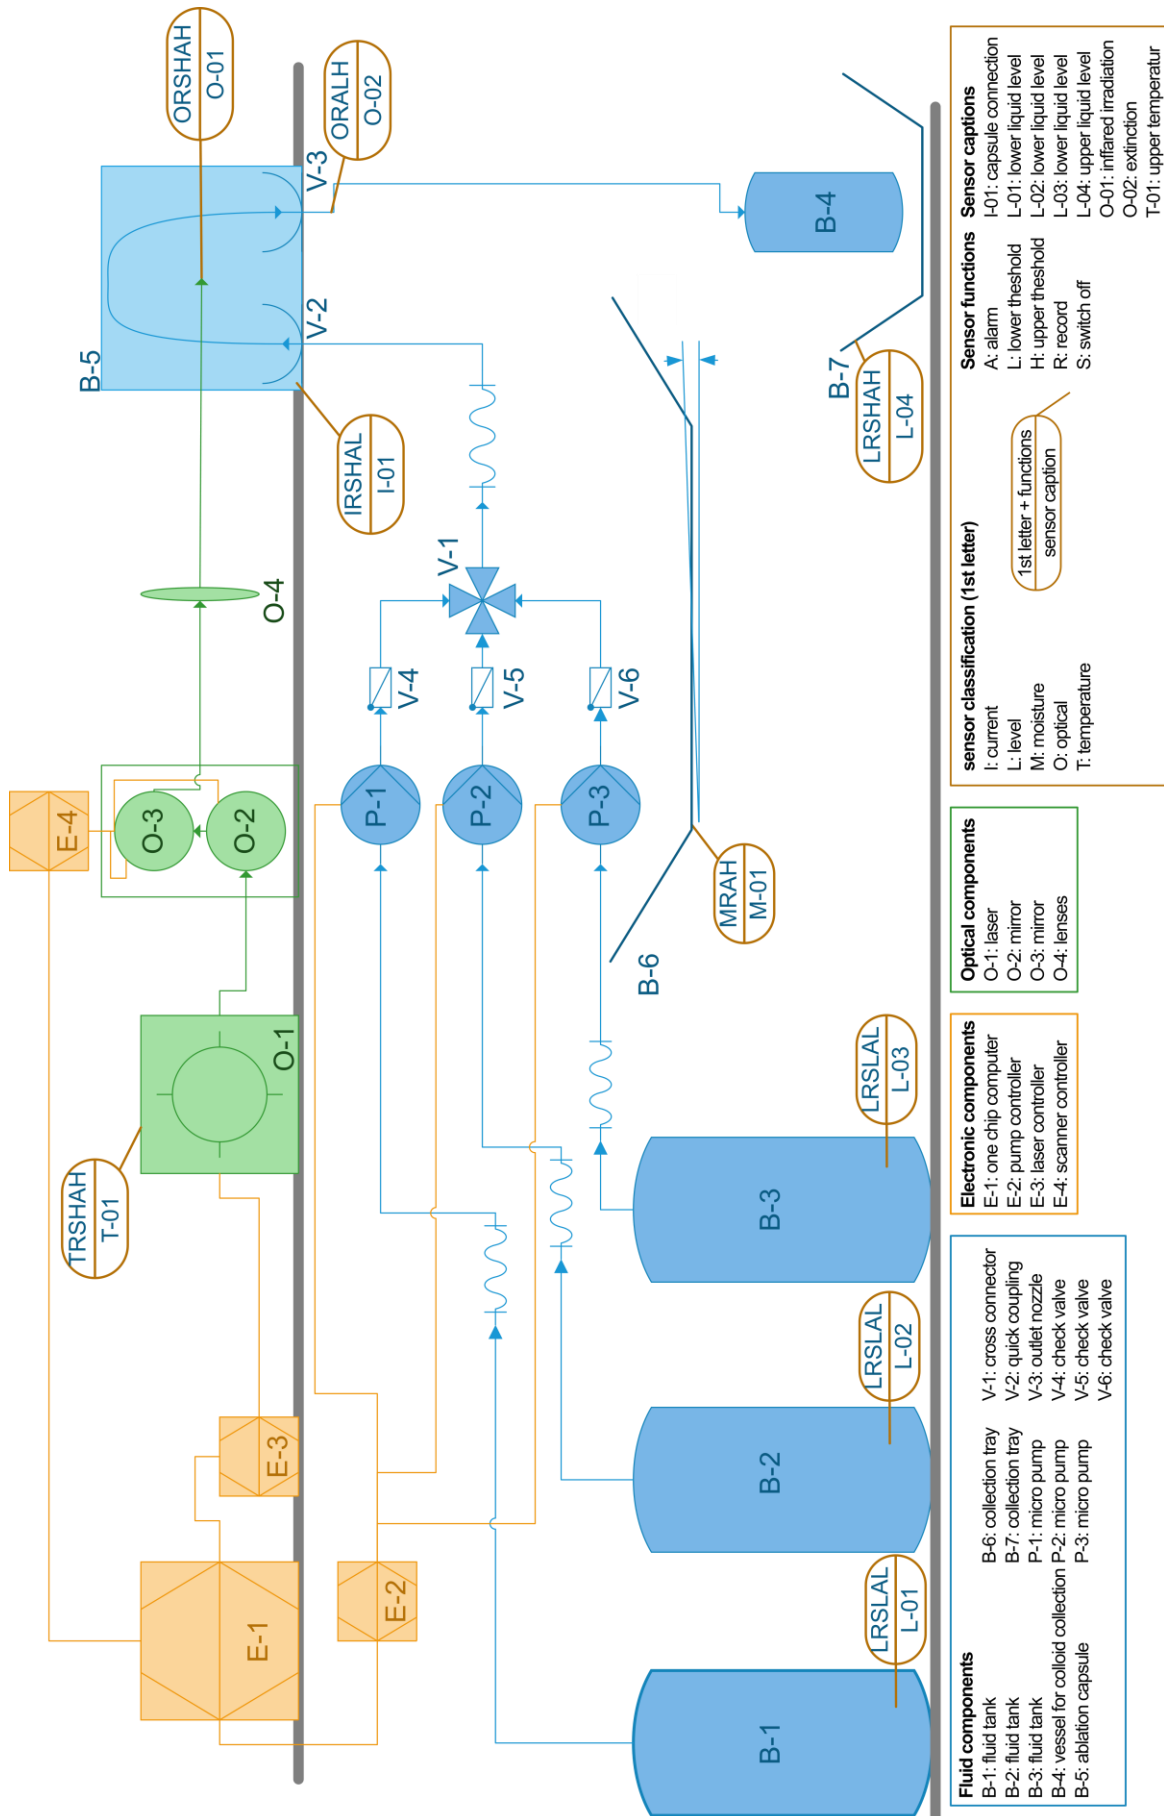 ORSHAH
O-01
ORALH
O-02
B-5
V-3
V-2
IRSHAL
I-01
E-4
O-3
O-2
O-4
TRSHAH
T-01
O-1
E-1
E-3
E-2
V-1
V-4
V-5
V-6
P-1
P-2
P-3
B-4
B-7
LRSHAH
L-04
B-6
MRAH
M-01
B-1
LRSLAL
L-01
B-2
LRSLAL
L-02
B-3
LRSLAL
L-03
Fluid components
B-1: fluid tank
B-2: fluid tank
B-3: fluid tank
B-4: vessel for colloid collection
B-5: ablation capsule
B-6: collection tray
B-7: collection tray
P-1: micro pump
P-2: micro pump
P-3: micro pump
V-1: cross connector
V-2: quick coupling
V-3: outlet nozzle
V-4: check valve
V-5: check valve
V-6: check valve
Electronic components
E-1: one chip computer
E-2: pump controller
E-3: laser controller
E-4: scanner controller
Optical components
O-1: laser
O-2: mirror
O-3: mirror
O-4: lenses
sensor classification (1st letter)
I: current
L: level
M: moisture
O: optical
T: temperature
1st letter + functions
sensor caption
Sensor functions
A: alarm
L: lower theshold
H: upper theshold
R: record
S: switch off
Sensor captions
I-01: capsule connection
L-01: lower liquid level
L-02: lower liquid level
L-03: lower liquid level
L-04: upper liquid level
O-01: inffared irradiation
O-02: extinction
T-01: upper temperatur